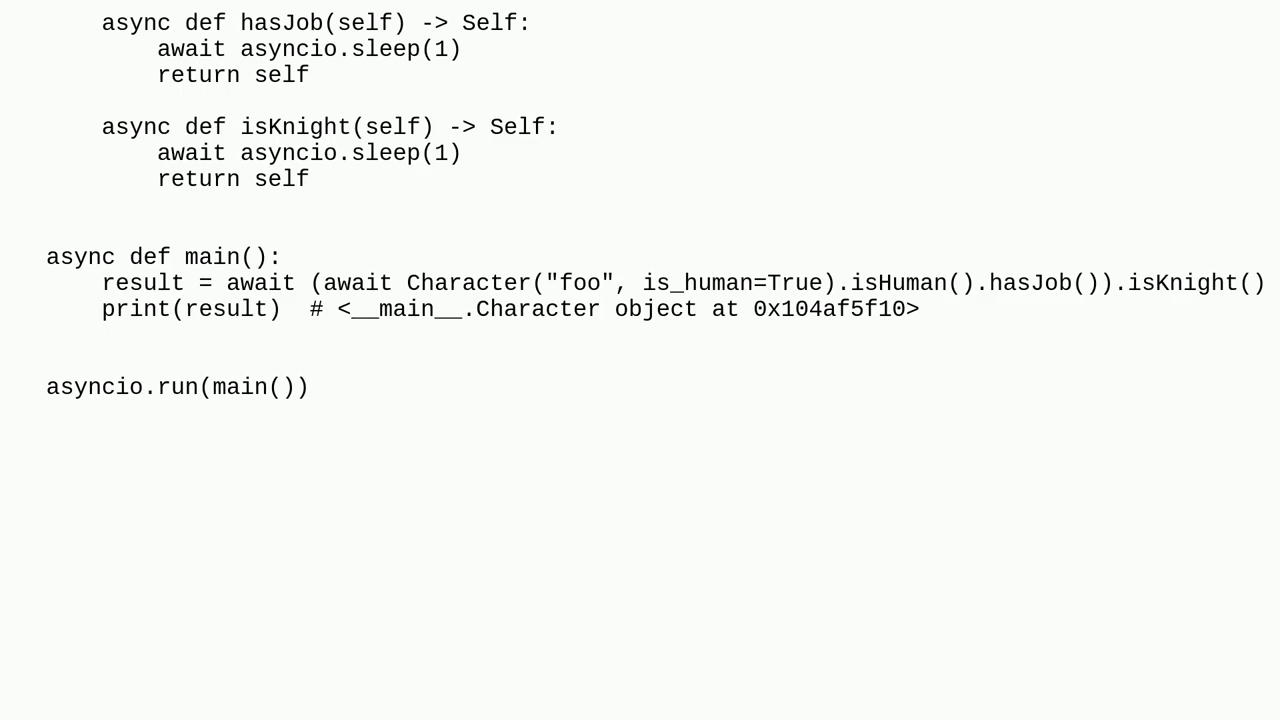 async def hasJob(self) -> Self:
await asyncio.sleep(1)
return self
async def isKnight(self) -> Self:
await asyncio.sleep(1)
return self
async def main():
result = await (await Character("foo", is_human=True).isHuman().hasJob()).isKnight()
print(result)  # <__main__.Character object at 0x104af5f10>
asyncio.run(main())